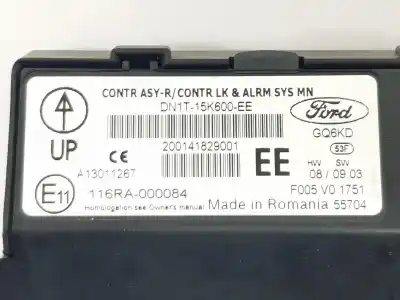 CONTR ASY-R/CONTR LK & ALRM SYS MN
DN1T-15K600-EE
Ford
GQ6KD
53F
UP
CE
200141829001
EE
HW SW
08 / 09.03
A13011267
E11
116RA-000084
F005 V0 1751
Homologation see Owner's manual
Made in Romania 55704